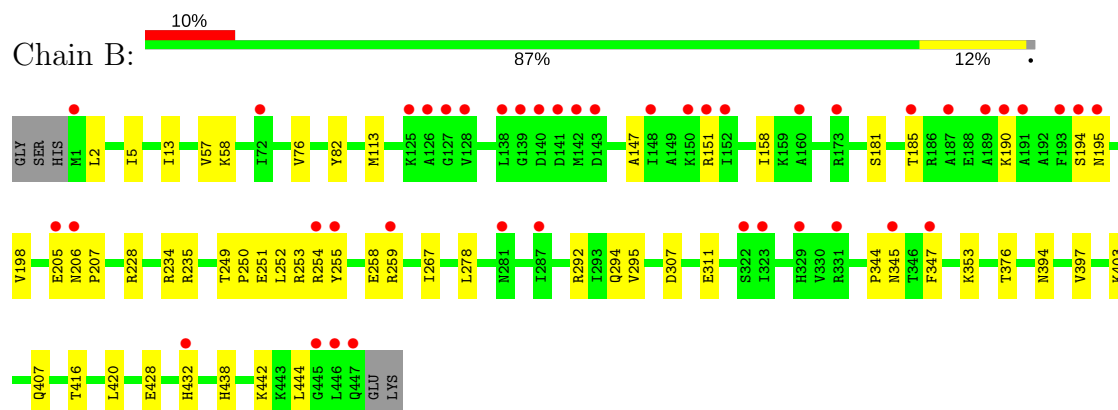 10%
Chain B:
87% 12% •
GLY SER HIS M1 L2 I5 I13 V57 K58 I72 V76 Y82 M113 K125 A126 G127 V128 L138 G139 D140 D141 M142 D143 A147 I148 A149 K150 R151 I152 I158 K159 A160 R173 S181 T185 R186 A187 E188 A189 K190 A191 A192 F193 S194 N195
V198 E205 N206 P207 R228 R234 R235 T249 P250 E251 L252 R253 R254 Y255 E258 R259 I267 L278 N281 I287 R292 I293 Q294 V295 D307 E311 S322 I323 H329 V330 R331 P344 N345 T346 F347 K353 T376 N394 V397 K403
Q407 T416 L420 E428 H432 H438 K442 K443 L444 G445 L446 Q447 GLU LYS